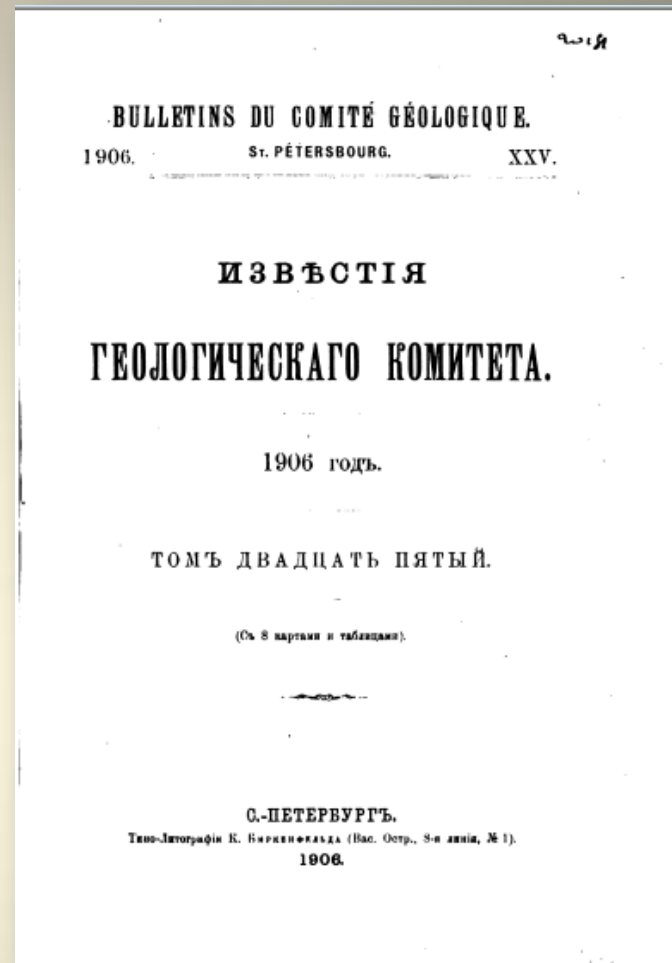 BULLETINS DU COMITÉ GÉOLOGIQUE.
1906. ST. PÉTERSBOURG. XXV.
ИЗВѢСТІЯ
ГЕОЛОГИЧЕСКАГО КОМИТЕТА.
1906 годъ.
ТОМЪ ДВАДЦАТЬ ПЯТЫЙ.
(Съ 8 картами и таблицами).
С.-ПЕТЕРБУРГЪ.
Типо-Литографія К. Биркенфельда (Вас. Остр., 8-я линія, № 1).
1906.